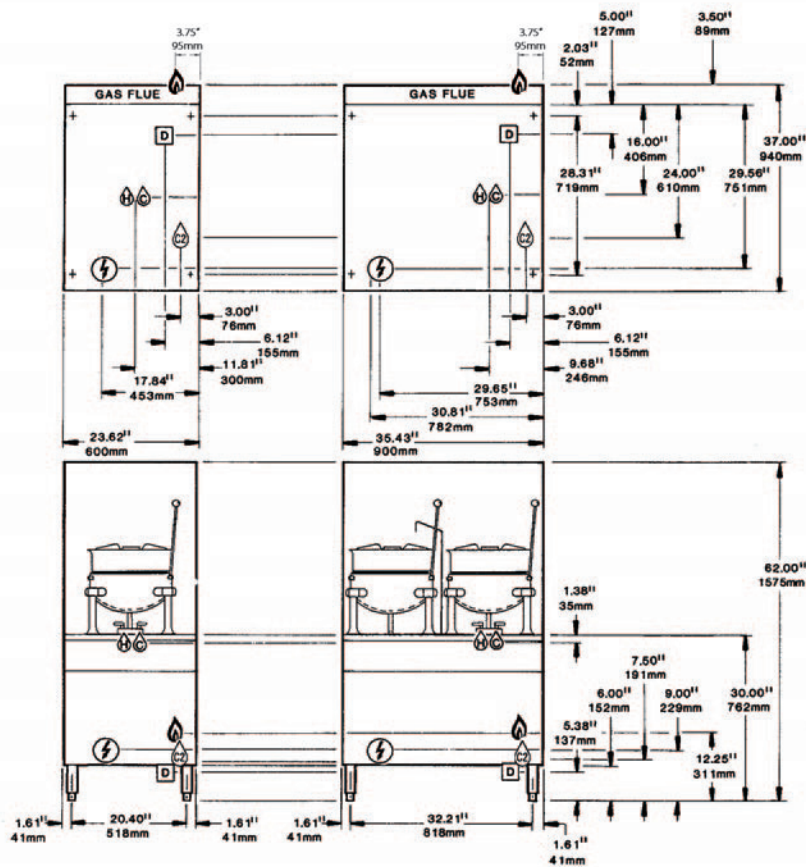 3.75"
95mm
3.75"
95mm
5.00"
127mm
3.50"
89mm
2.03"
52mm
GAS FLUE
GAS FLUE
D
D
16.00"
406mm
37.00"
940mm
28.31"
719mm
24.00"
610mm
29.56"
751mm
H C
H C
C2
C2
3.00"
76mm
3.00"
76mm
6.12"
155mm
6.12"
155mm
11.81"
300mm
9.68"
246mm
17.84"
453mm
29.65"
753mm
30.81"
782mm
23.62"
600mm
35.43"
900mm
62.00"
1575mm
1.38"
35mm
H C
H C
7.50"
191mm
6.00"
152mm
9.00"
229mm
30.00"
762mm
5.38"
137mm
C2
C2
12.25"
311mm
D
D
1.61"
41mm
20.40"
518mm
1.61"
41mm
1.61"
41mm
32.21"
818mm
1.61"
41mm